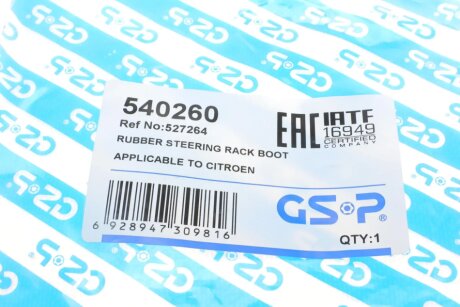 540260
Ref No:527264
RUBBER STEERING RACK BOOT
APPLICABLE TO CITROEN
6 928947 309816
EAC
IATF
16949
CERTIFIED
COMPANY
GSP
QTY:1